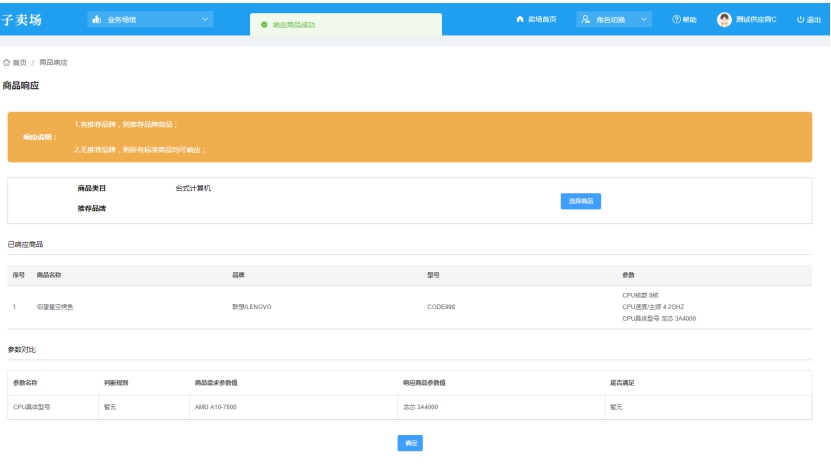 子卖场 业务场馆 响应商品成功 卖场首页 角色切换 帮助 测试供应商C 退出
首页 / 商品响应
商品响应
1.有推荐品牌，则推荐品牌商品；
响应说明：
2.无推荐品牌，则所有标准商品均可响应；
商品类目 台式计算机
选择商品
推荐品牌
已响应商品
序号 商品名称 品牌 型号 参数
1 仰望星空烤色 联想/LENOVO CODE998 CPU核数 8核
CPU速度/主频 4.2GHZ
CPU具体型号 龙芯 3A4000
参数对比
参数名称 判断规则 商品需求参数值 响应商品参数值 是否满足
CPU具体型号 暂无 AMD A10-7800 龙芯 3A4000 暂无
确定